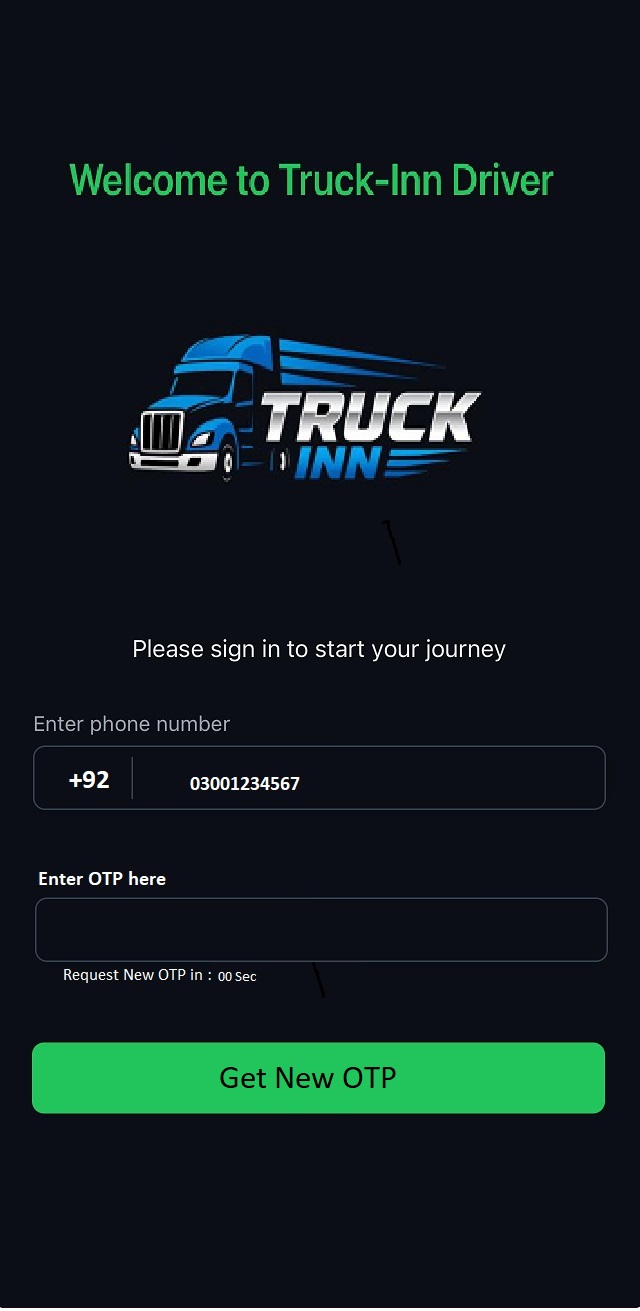 Welcome to Truck-Inn Driver
TRUCK
INN
Please sign in to start your journey
Enter phone number
+92 03001234567
Enter OTP here
Request New OTP in : 00 Sec
Get New OTP